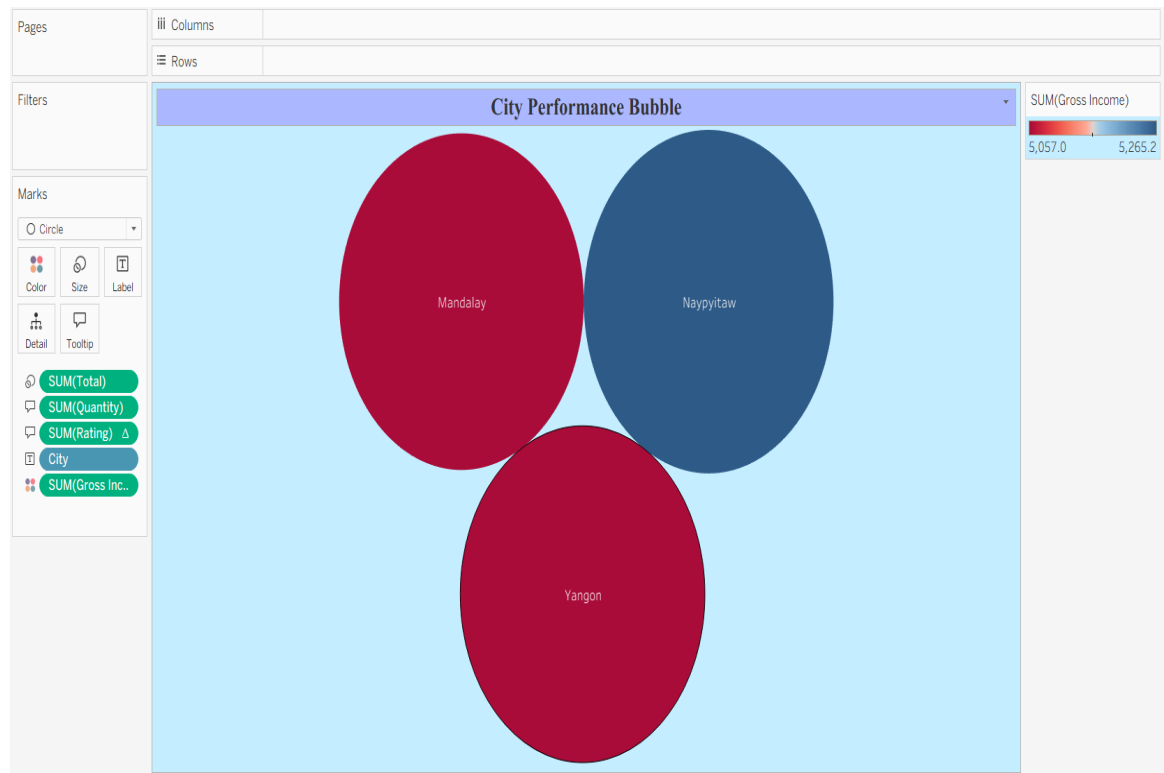 Pages
Columns
Rows
Filters
City Performance Bubble
SUM(Gross Income)
5,057.0 5,265.2
Marks
Circle
Color Size Label
Detail Tooltip
SUM(Total)
SUM(Quantity)
SUM(Rating) Δ
City
SUM(Gross Inc..
Mandalay
Naypyitaw
Yangon